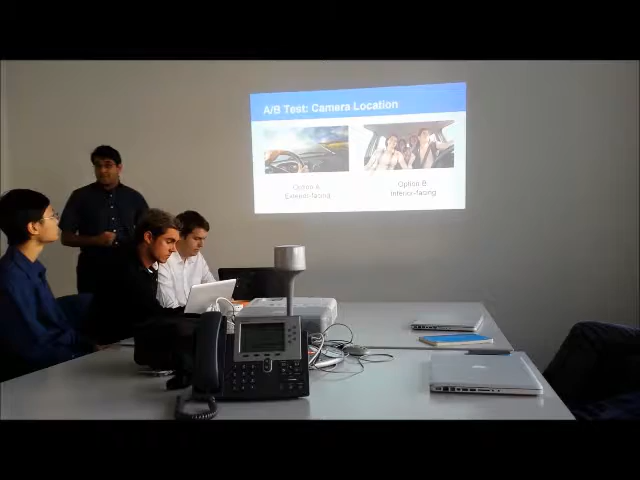 A/B Test: Camera Location
Option A
Exterior-facing
Option B
Interior-facing